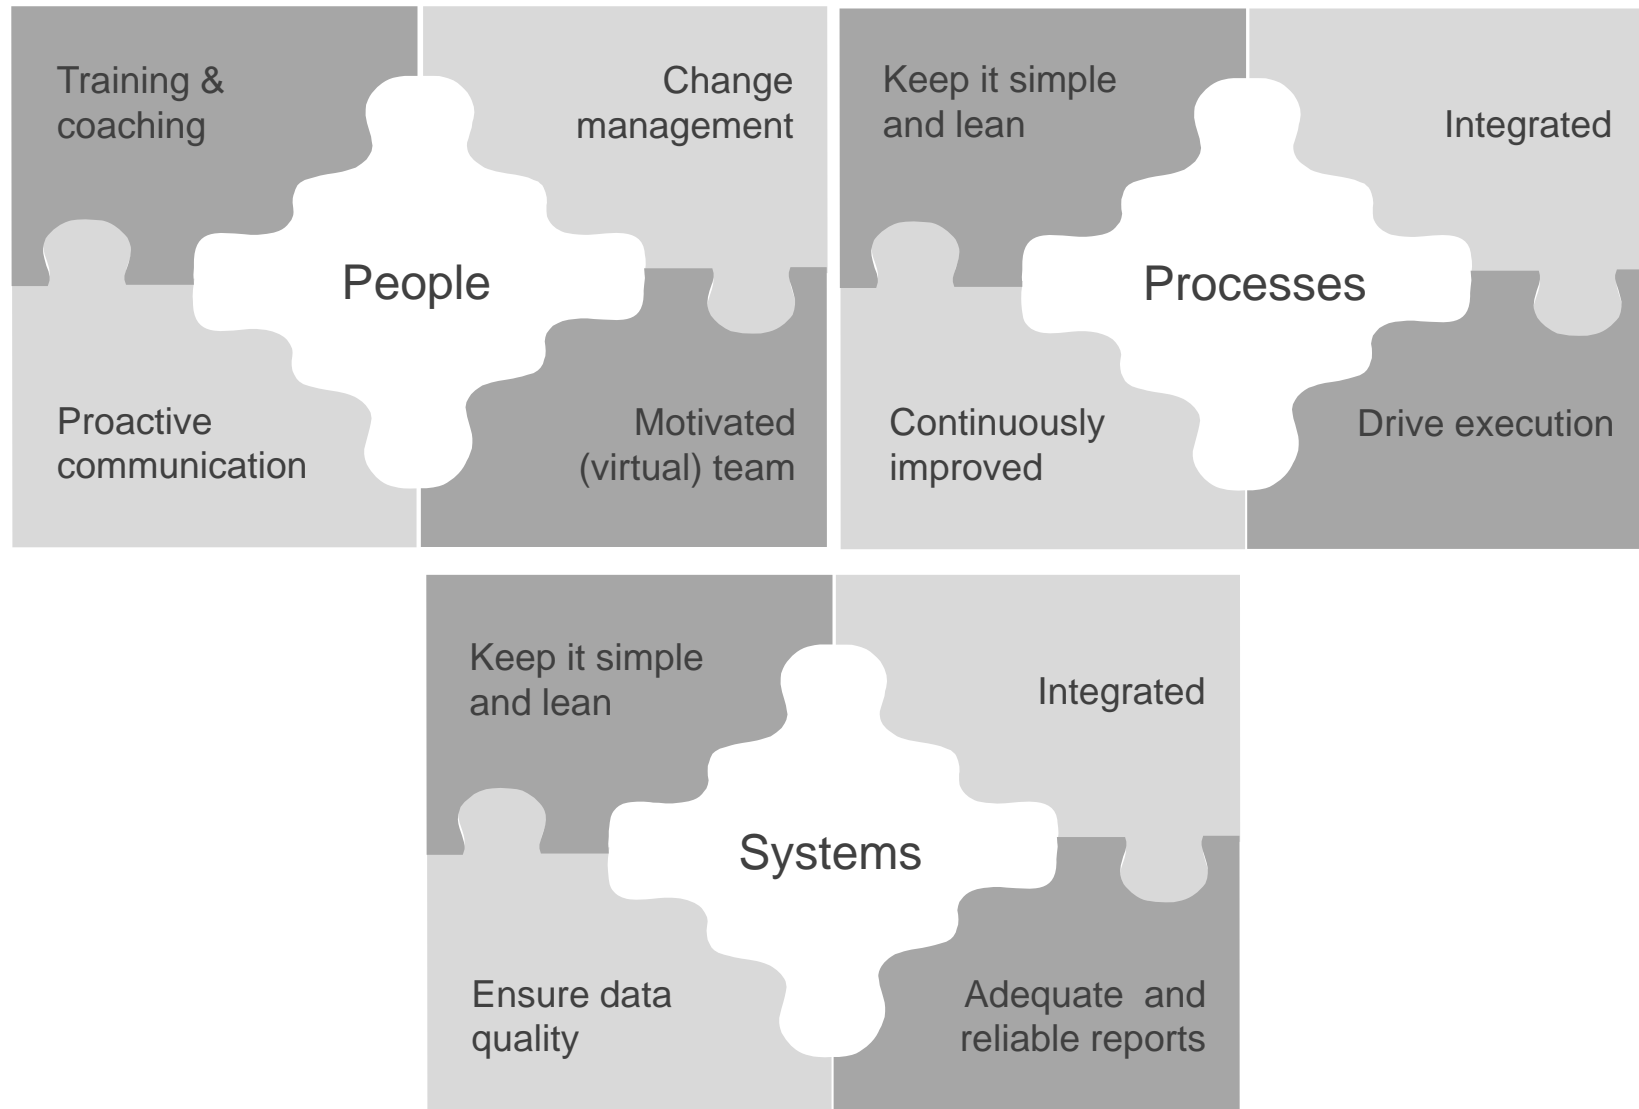 Training &
coaching
Change
management
People
Proactive
communication
Motivated
(virtual) team
Keep it simple
and lean
Integrated
Processes
Continuously
improved
Drive execution
Keep it simple
and lean
Integrated
Systems
Ensure data
quality
Adequate  and
reliable reports